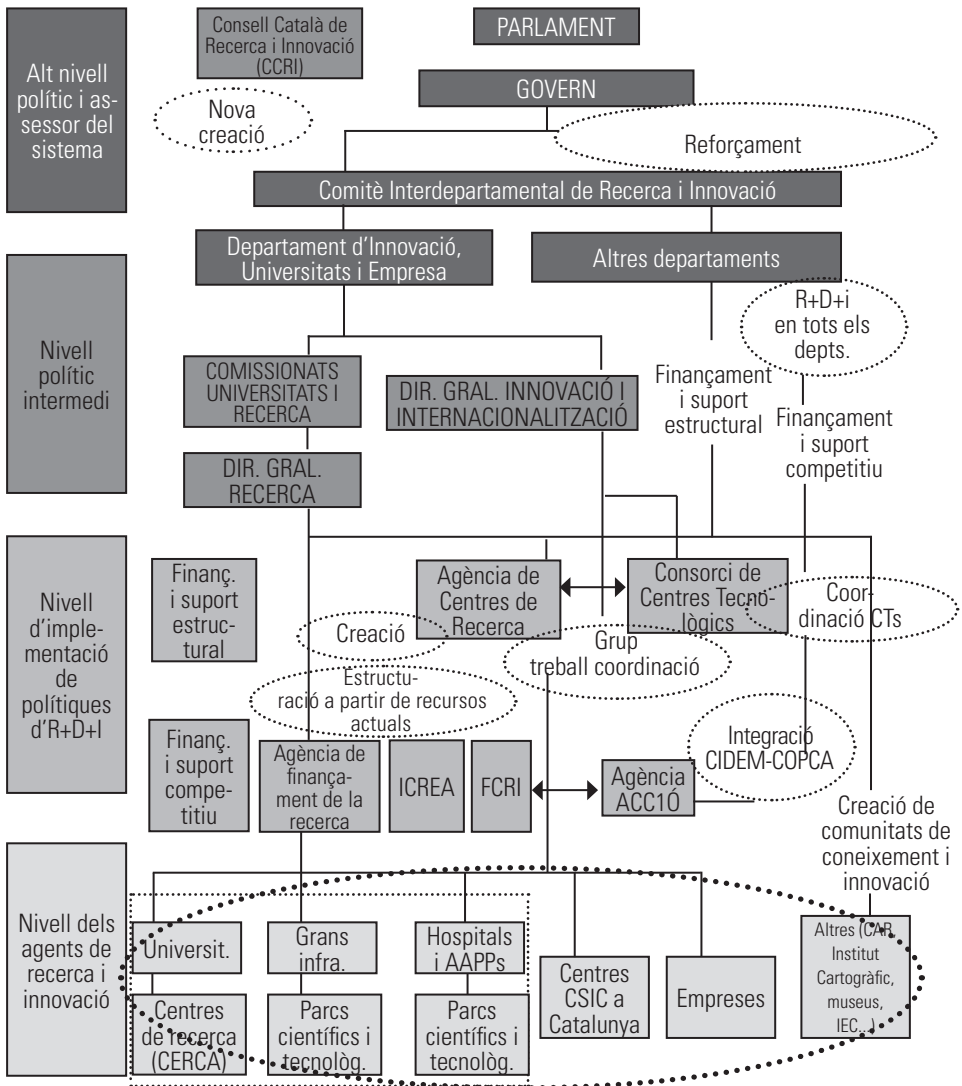 Alt nivell
polític i as-
sessor del
sistema
Consell Català de
Recerca i Innovació
(CCRI)
PARLAMENT
GOVERN
Nova
creació
Reforçament
Comitè Interdepartamental de Recerca i Innovació
Nivell
polític
intermedi
Departament d'Innovació,
Universitats i Empresa
Altres departaments
R+D+i
en tots els
depts.
COMISSIONATS
UNIVERSITATS I
RECERCA
DIR. GRAL. INNOVACIÓ I
INTERNACIONALITZACIÓ
Finançament
i suport
estructural
Finançament
i suport
competitiu
DIR. GRAL.
RECERCA
Nivell
d'imple-
mentació
de
polítiques
d'R+D+I
Finanç.
i suport
estruc-
tural
Agència de
Centres de
Recerca
Consorci de
Centres Tecno-
lògics
Coor-
dinació CTs
Creació
Grup
treball coordinació
Estructu-
ració a partir de recursos
actuals
Finanç.
i suport
compe-
titiu
Agència de
finança-
ment de la
recerca
ICREA
FCRI
Agència
ACC1Ó
Integració
CIDEM-COPCA
Creació de
comunitats de
coneixement i
innovació
Nivell dels
agents de
recerca i
innovació
Universit.
Grans
infra.
Hospitals
i AAPPs
Centres
CSIC a
Catalunya
Empreses
Altres (CAR,
Institut
Cartogràfic,
museus,
IEC...)
Centres
de recerca
(CERCA)
Parcs
científics i
tecnològ.
Parcs
científics i
tecnològ.